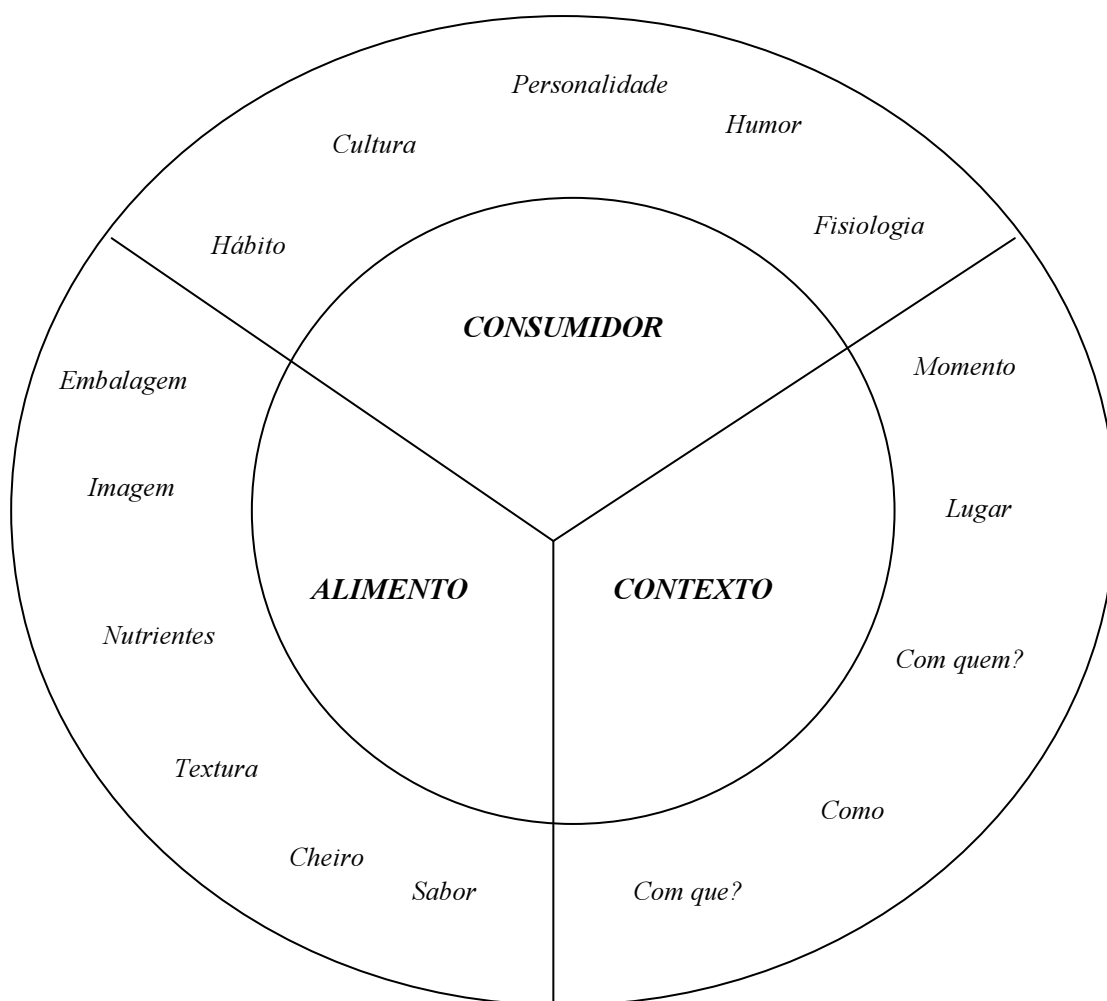 Personalidade
Humor
Cultura
Fisiologia
Hábito
CONSUMIDOR
Momento
Embalagem
Imagem
Lugar
ALIMENTO
CONTEXTO
Nutrientes
Com quem?
Textura
Como
Cheiro
Sabor
Com que?